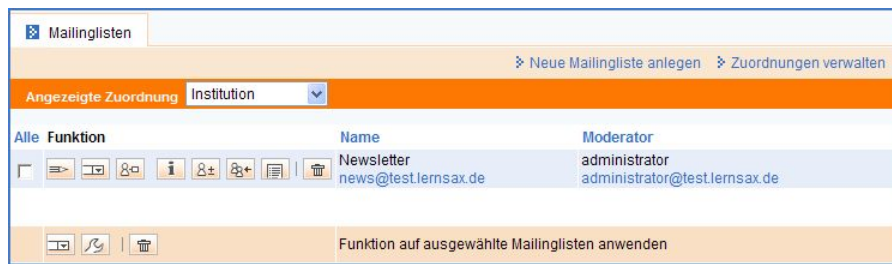 Mailinglisten
Neue Mailingliste anlegen Zuordnungen verwalten
Angezeigte Zuordnung Institution
Alle Funktion Name Moderator
Newsletter administrator
news@test.lernsax.de administrator@test.lernsax.de
Funktion auf ausgewählte Mailinglisten anwenden